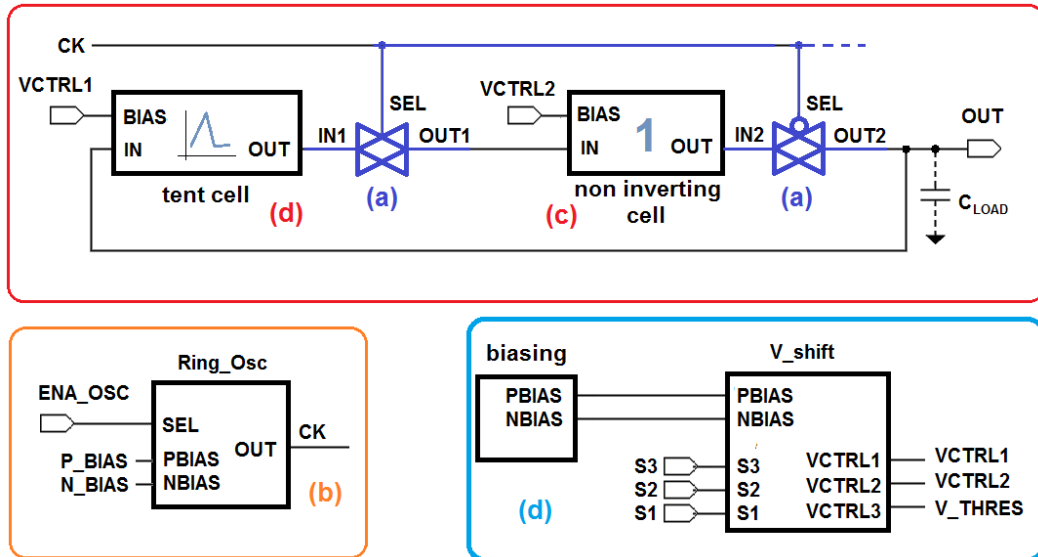 CK
VCTRL1
BIAS
IN
OUT
tent cell
(d)
IN1
SEL
OUT1
(a)
VCTRL2
BIAS
IN
1
OUT
non inverting
cell
(c)
IN2
SEL
OUT2
(a)
OUT
CLOAD
Ring_Osc
ENA_OSC
SEL
P_BIAS
PBIAS
N_BIAS
NBIAS
OUT
CK
(b)
biasing
PBIAS
NBIAS
(d)
V_shift
PBIAS
NBIAS
S3
S3
S2
S2
S1
S1
VCTRL1
VCTRL1
VCTRL2
VCTRL2
VCTRL3
V_THRES